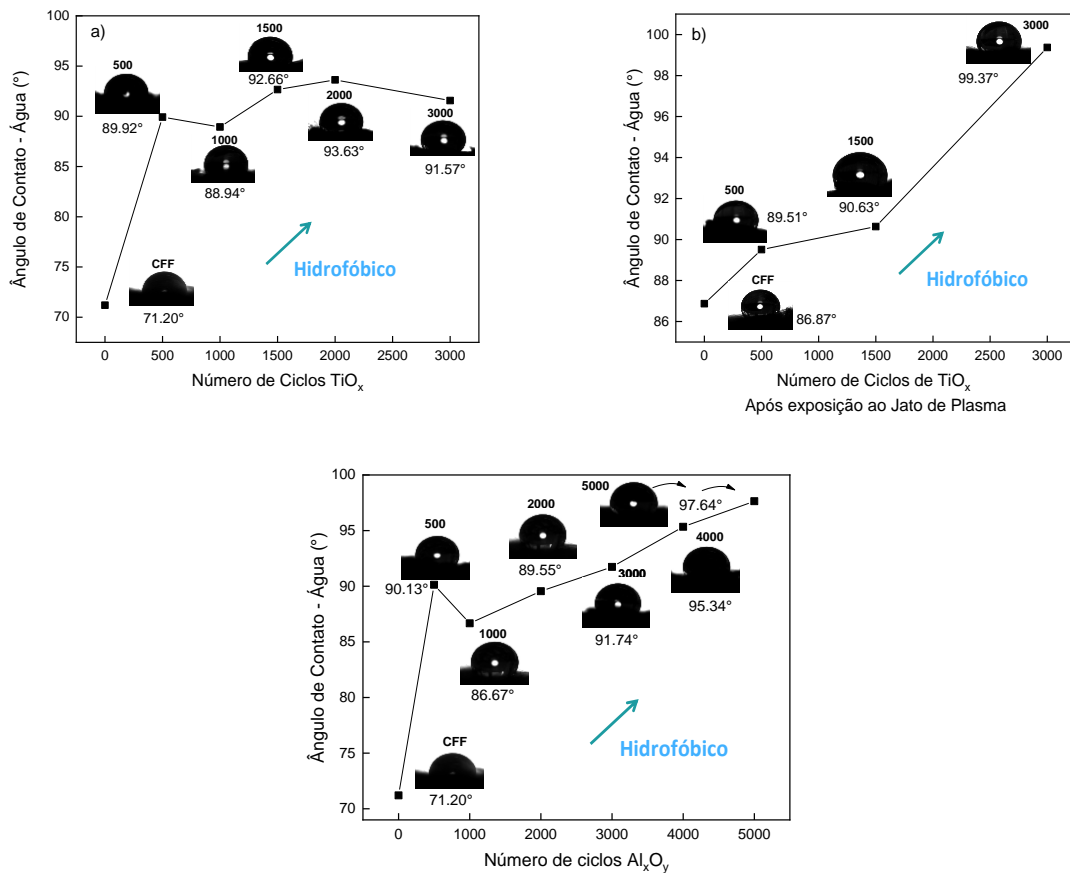 a)
Ângulo de Contato - Água (°)
100
95
90
85
80
75
70
500
89.92°
1000
88.94°
1500
92.66°
2000
93.63°
3000
91.57°
CFF
71.20°
Hidrofóbico
0 500 1000 1500 2000 2500 3000
Número de Ciclos TiOx
b)
Ângulo de Contato - Água (°)
100
98
96
94
92
90
88
86
3000
99.37°
1500
90.63°
500
89.51°
CFF
86.87°
Hidrofóbico
0 500 1000 1500 2000 2500 3000
Número de Ciclos de TiOx
Após exposição ao Jato de Plasma
Ângulo de Contato - Água (°)
100
95
90
85
80
75
70
500
90.13°
1000
86.67°
2000
89.55°
3000
91.74°
5000
97.64°
4000
95.34°
CFF
71.20°
Hidrofóbico
0 1000 2000 3000 4000 5000
Número de ciclos AlxOy